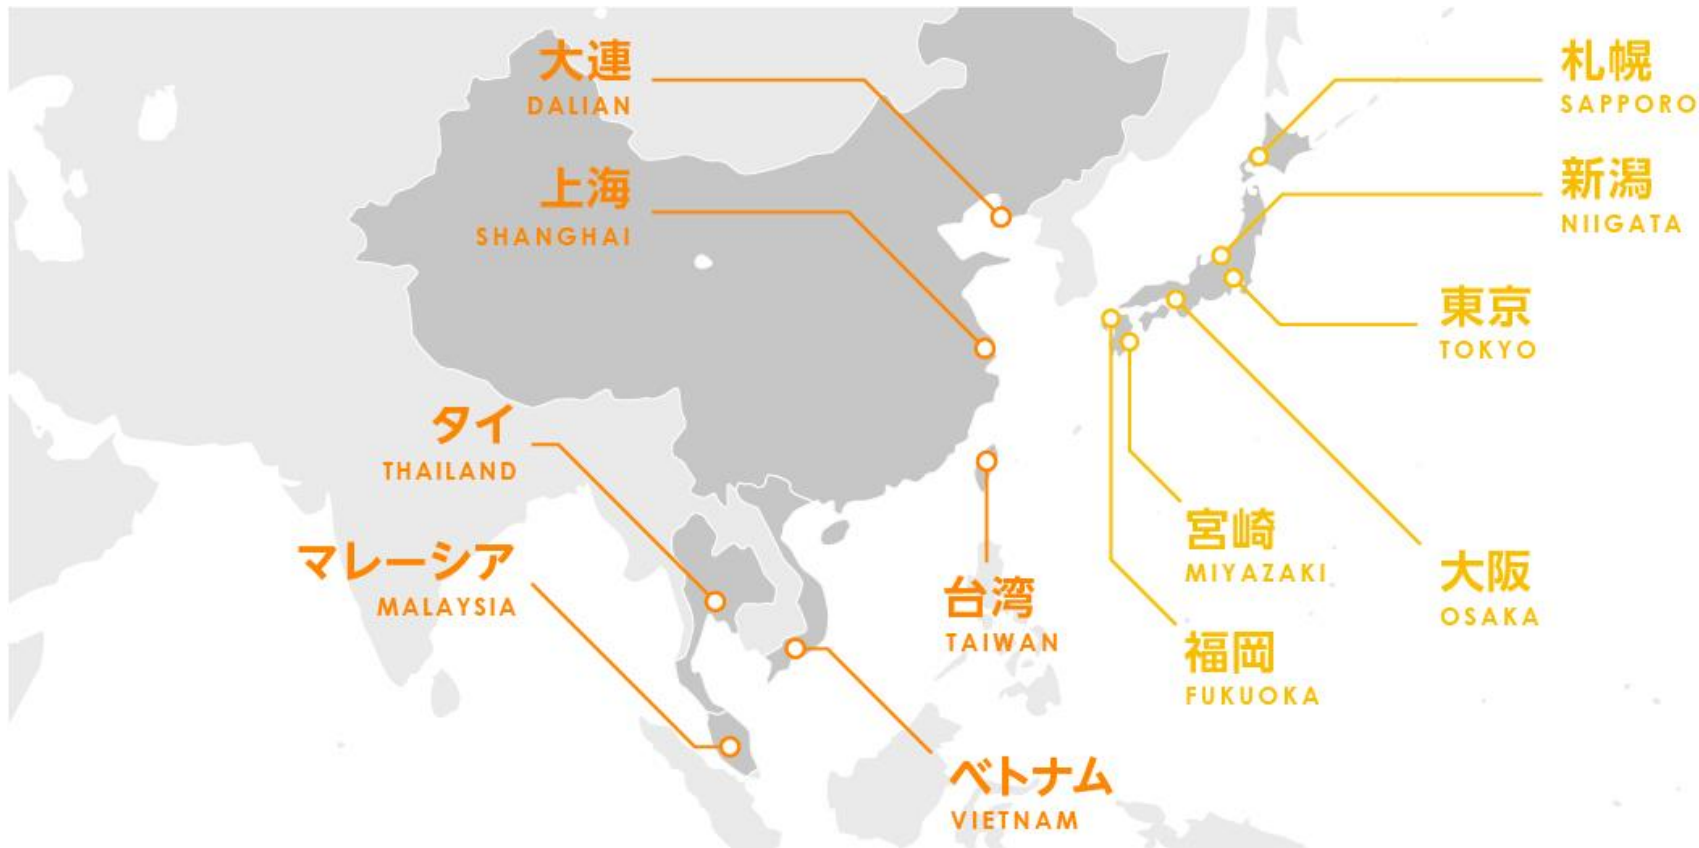 大連
DALIAN
上海
SHANGHAI
タイ
THAILAND
マレーシア
MALAYSIA
台湾
TAIWAN
ベトナム
VIETNAM
札幌
SAPPORO
新潟
NIIGATA
東京
TOKYO
宮崎
MIYAZAKI
大阪
OSAKA
福岡
FUKUOKA